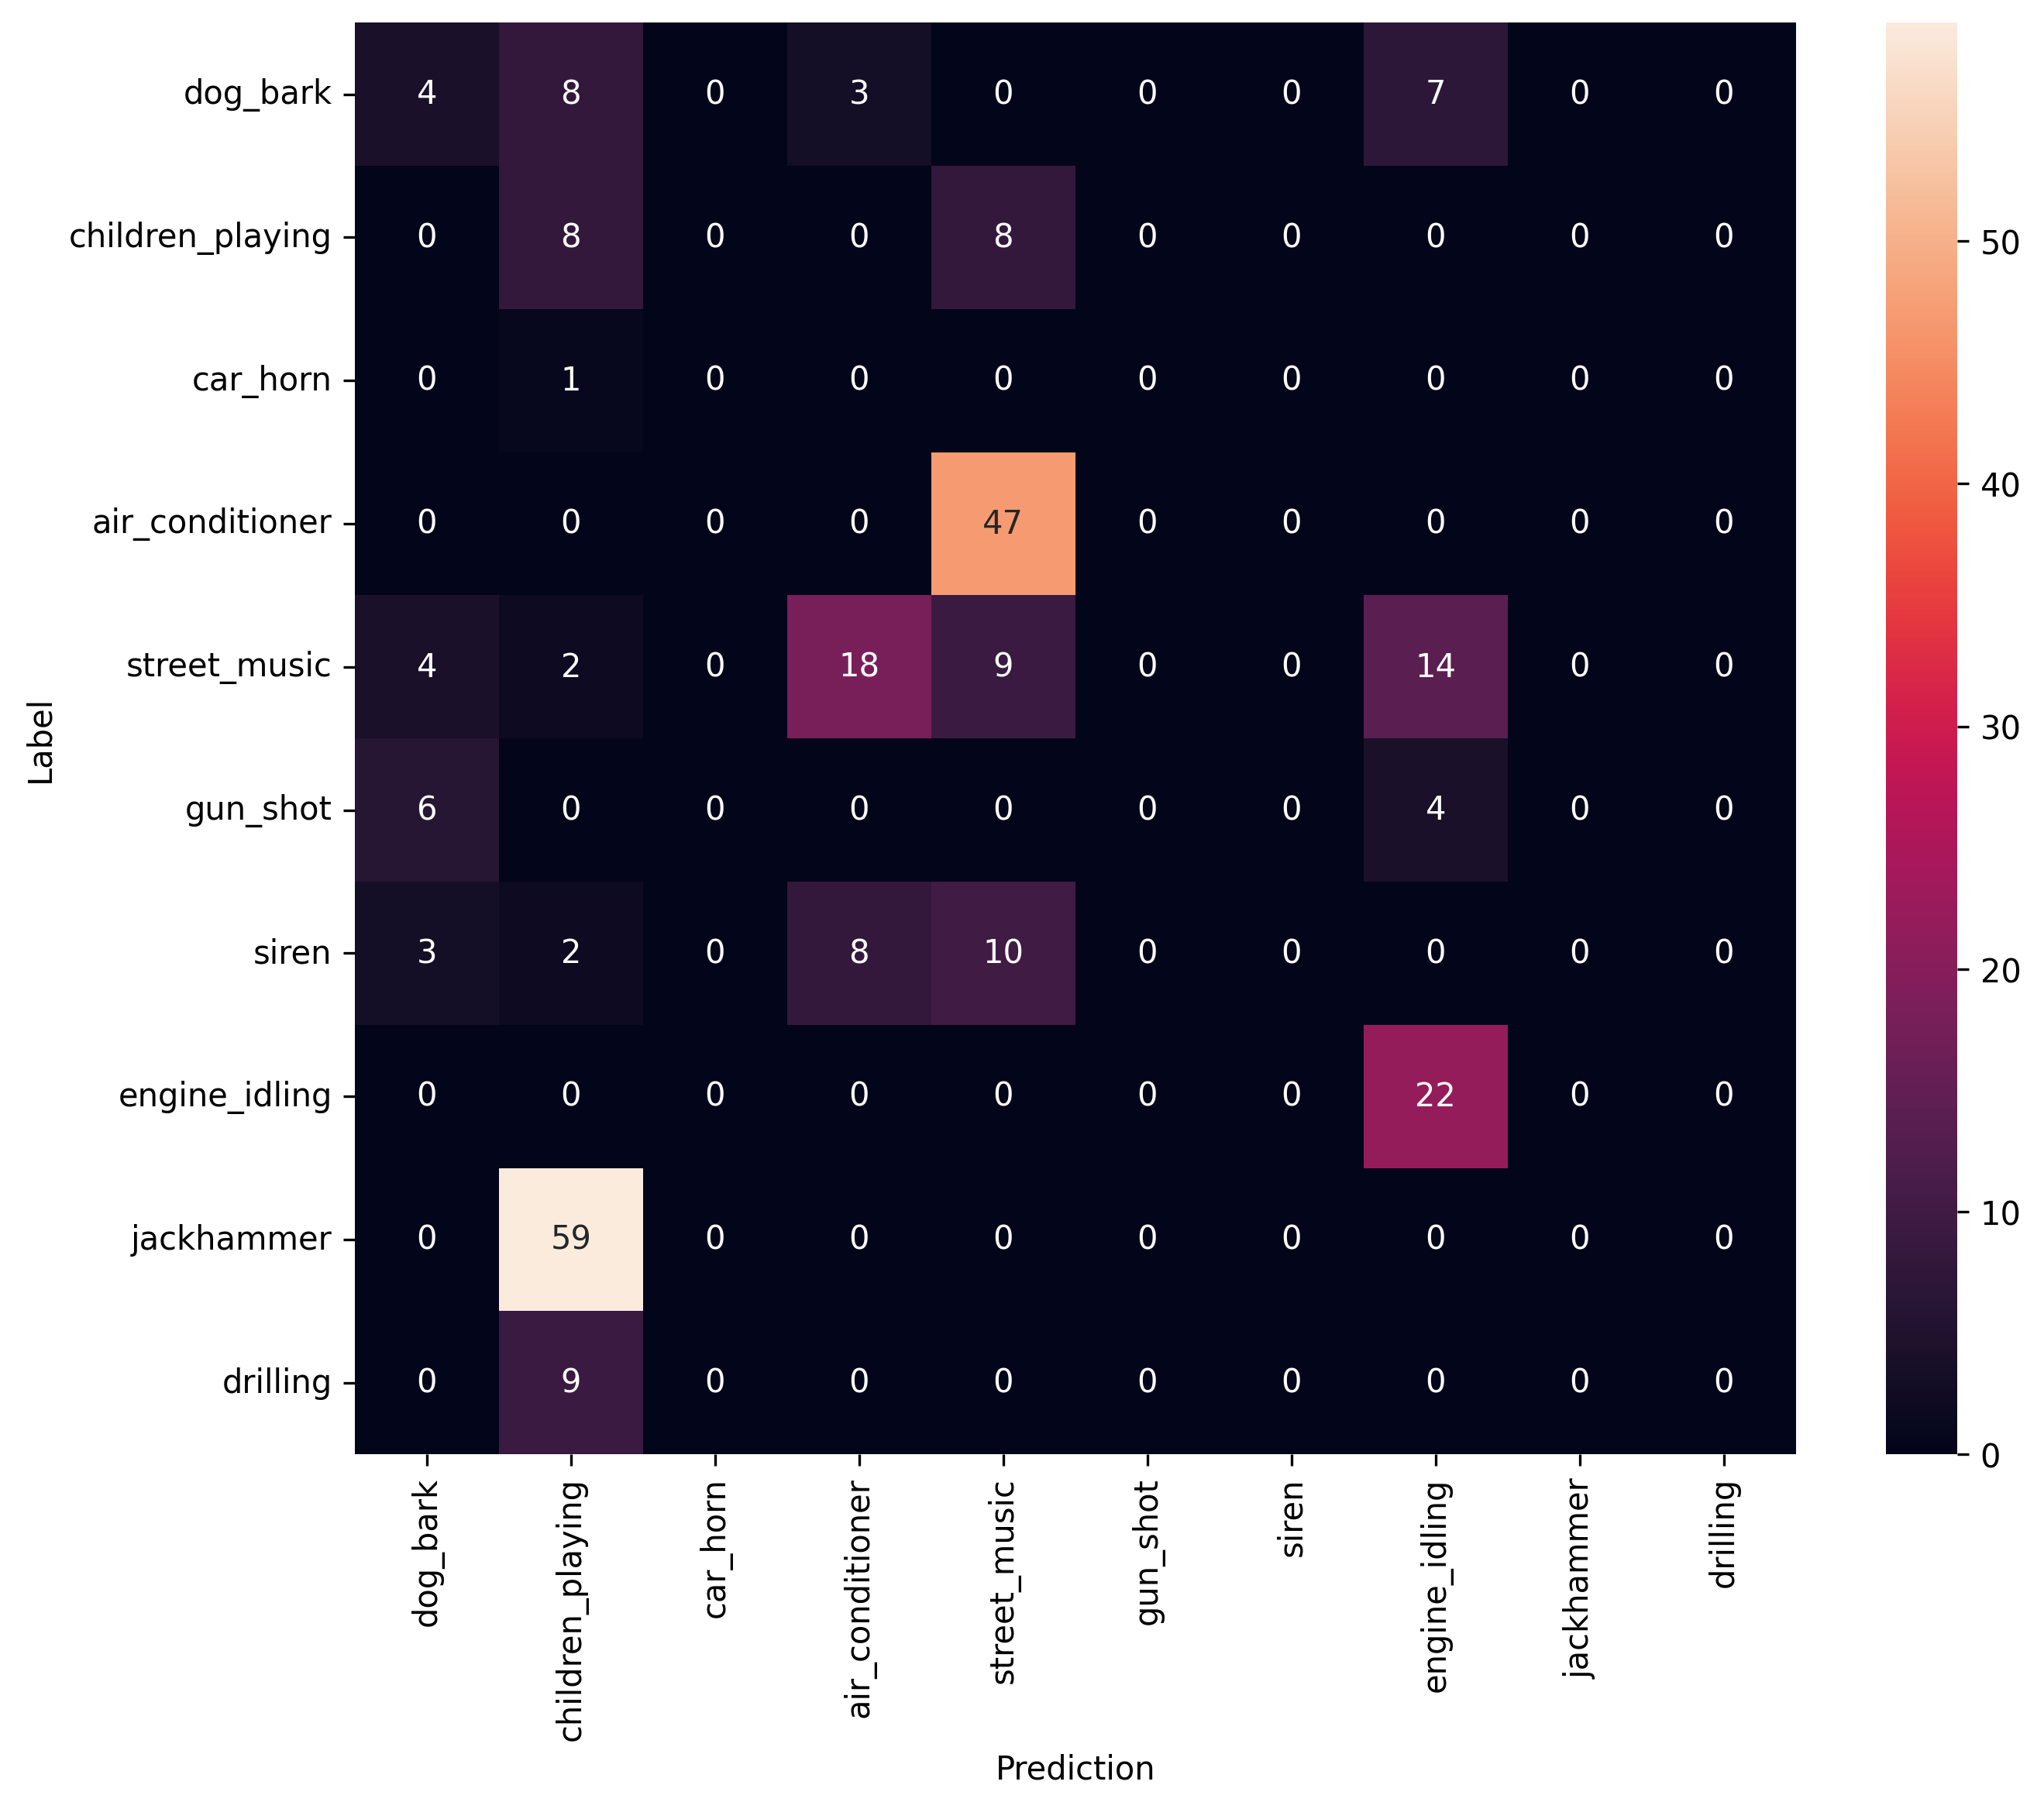 dog_bark 4 8 0 3 0 0 0 7 0 0
children_playing 0 8 0 0 8 0 0 0 0 0
50
car_horn 0 1 0 0 0 0 0 0 0 0
air_conditioner 0 0 0 0 47 0 0 0 0 0
40
street_music 4 2 0 18 9 0 0 14 0 0
30
Label
gun_shot 6 0 0 0 0 0 0 4 0 0
siren 3 2 0 8 10 0 0 0 0 0
20
engine_idling 0 0 0 0 0 0 0 22 0 0
jackhammer 0 59 0 0 0 0 0 0 0 0
10
drilling 0 9 0 0 0 0 0 0 0 0
0
dog_bark
children_playing
car_horn
air_conditioner
street_music
gun_shot
siren
engine_idling
jackhammer
drilling
Prediction